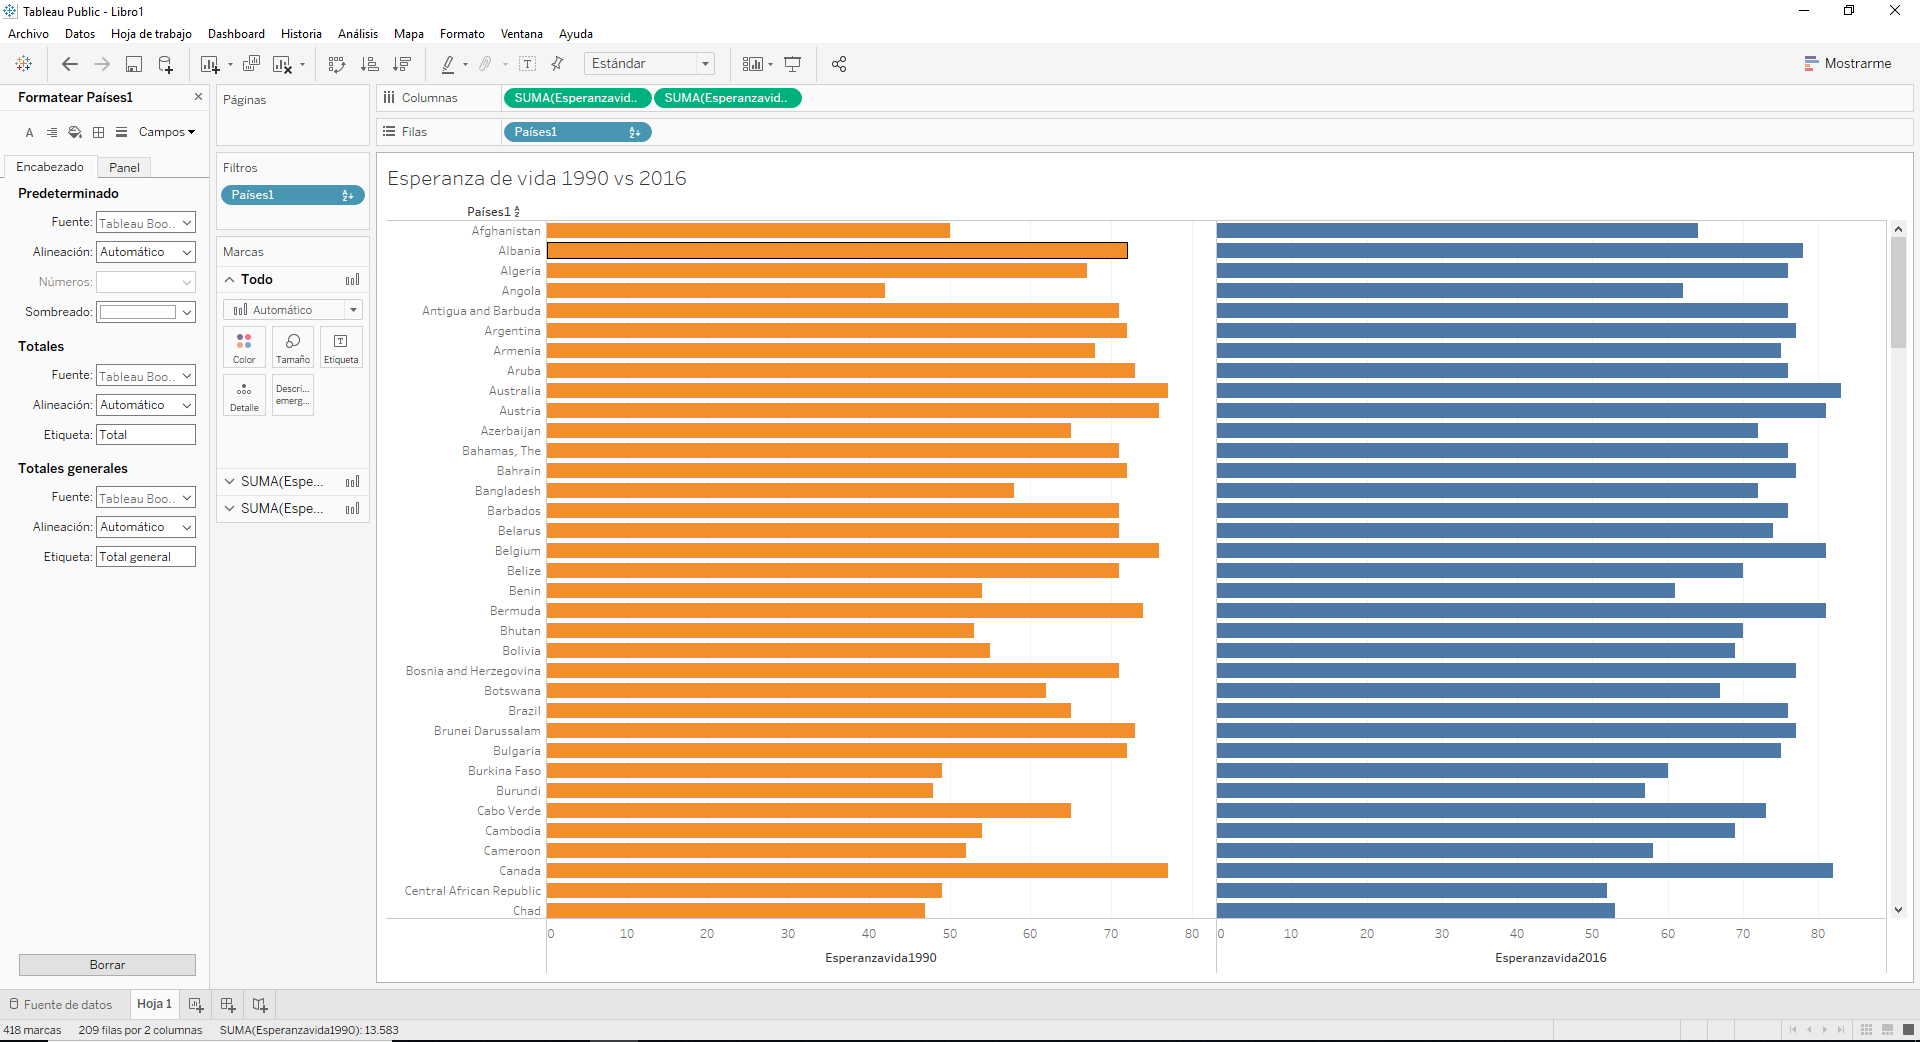 Tableau Public - Libro1
Archivo Datos Hoja de trabajo Dashboard Historia Análisis Mapa Formato Ventana Ayuda
Estándar
Mostrarme
Formatear Países1
Campos
Encabezado Panel
Predeterminado
Fuente: Tableau Boo..
Alineación: Automático
Números:
Sombreado:
Totales
Fuente: Tableau Boo..
Alineación: Automático
Etiqueta: Total
Totales generales
Fuente: Tableau Boo..
Alineación: Automático
Etiqueta: Total general
Borrar
Páginas
Filtros
Países1
Marcas
Todo
Automático
Color Tamaño Etiqueta
Detalle
Descri...
emerg...
SUMA(Espe...
SUMA(Espe...
Columnas SUMA(Esperanzavid.. SUMA(Esperanzavid..
Filas Países1
Esperanza de vida 1990 vs 2016
Países1
Afghanistan
Albania
Algeria
Angola
Antigua and Barbuda
Argentina
Armenia
Aruba
Australia
Austria
Azerbaijan
Bahamas, The
Bahrain
Bangladesh
Barbados
Belarus
Belgium
Belize
Benin
Bermuda
Bhutan
Bolivia
Bosnia and Herzegovina
Botswana
Brazil
Brunei Darussalam
Bulgaria
Burkina Faso
Burundi
Cabo Verde
Cambodia
Cameroon
Canada
Central African Republic
Chad
0 10 20 30 40 50 60 70 80
0 10 20 30 40 50 60 70 80
Esperanzavida1990
Esperanzavida2016
Fuente de datos Hoja 1
418 marcas 209 filas por 2 columnas SUMA(Esperanzavida1990): 13.583